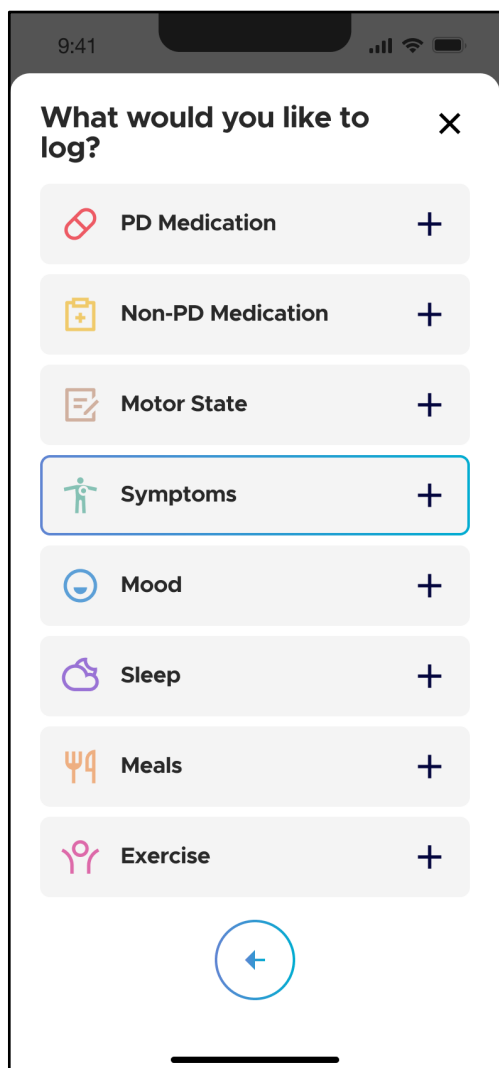 9:41
What would you like to
log?
PD Medication
Non-PD Medication
Motor State
Symptoms
Mood
Sleep
Meals
Exercise